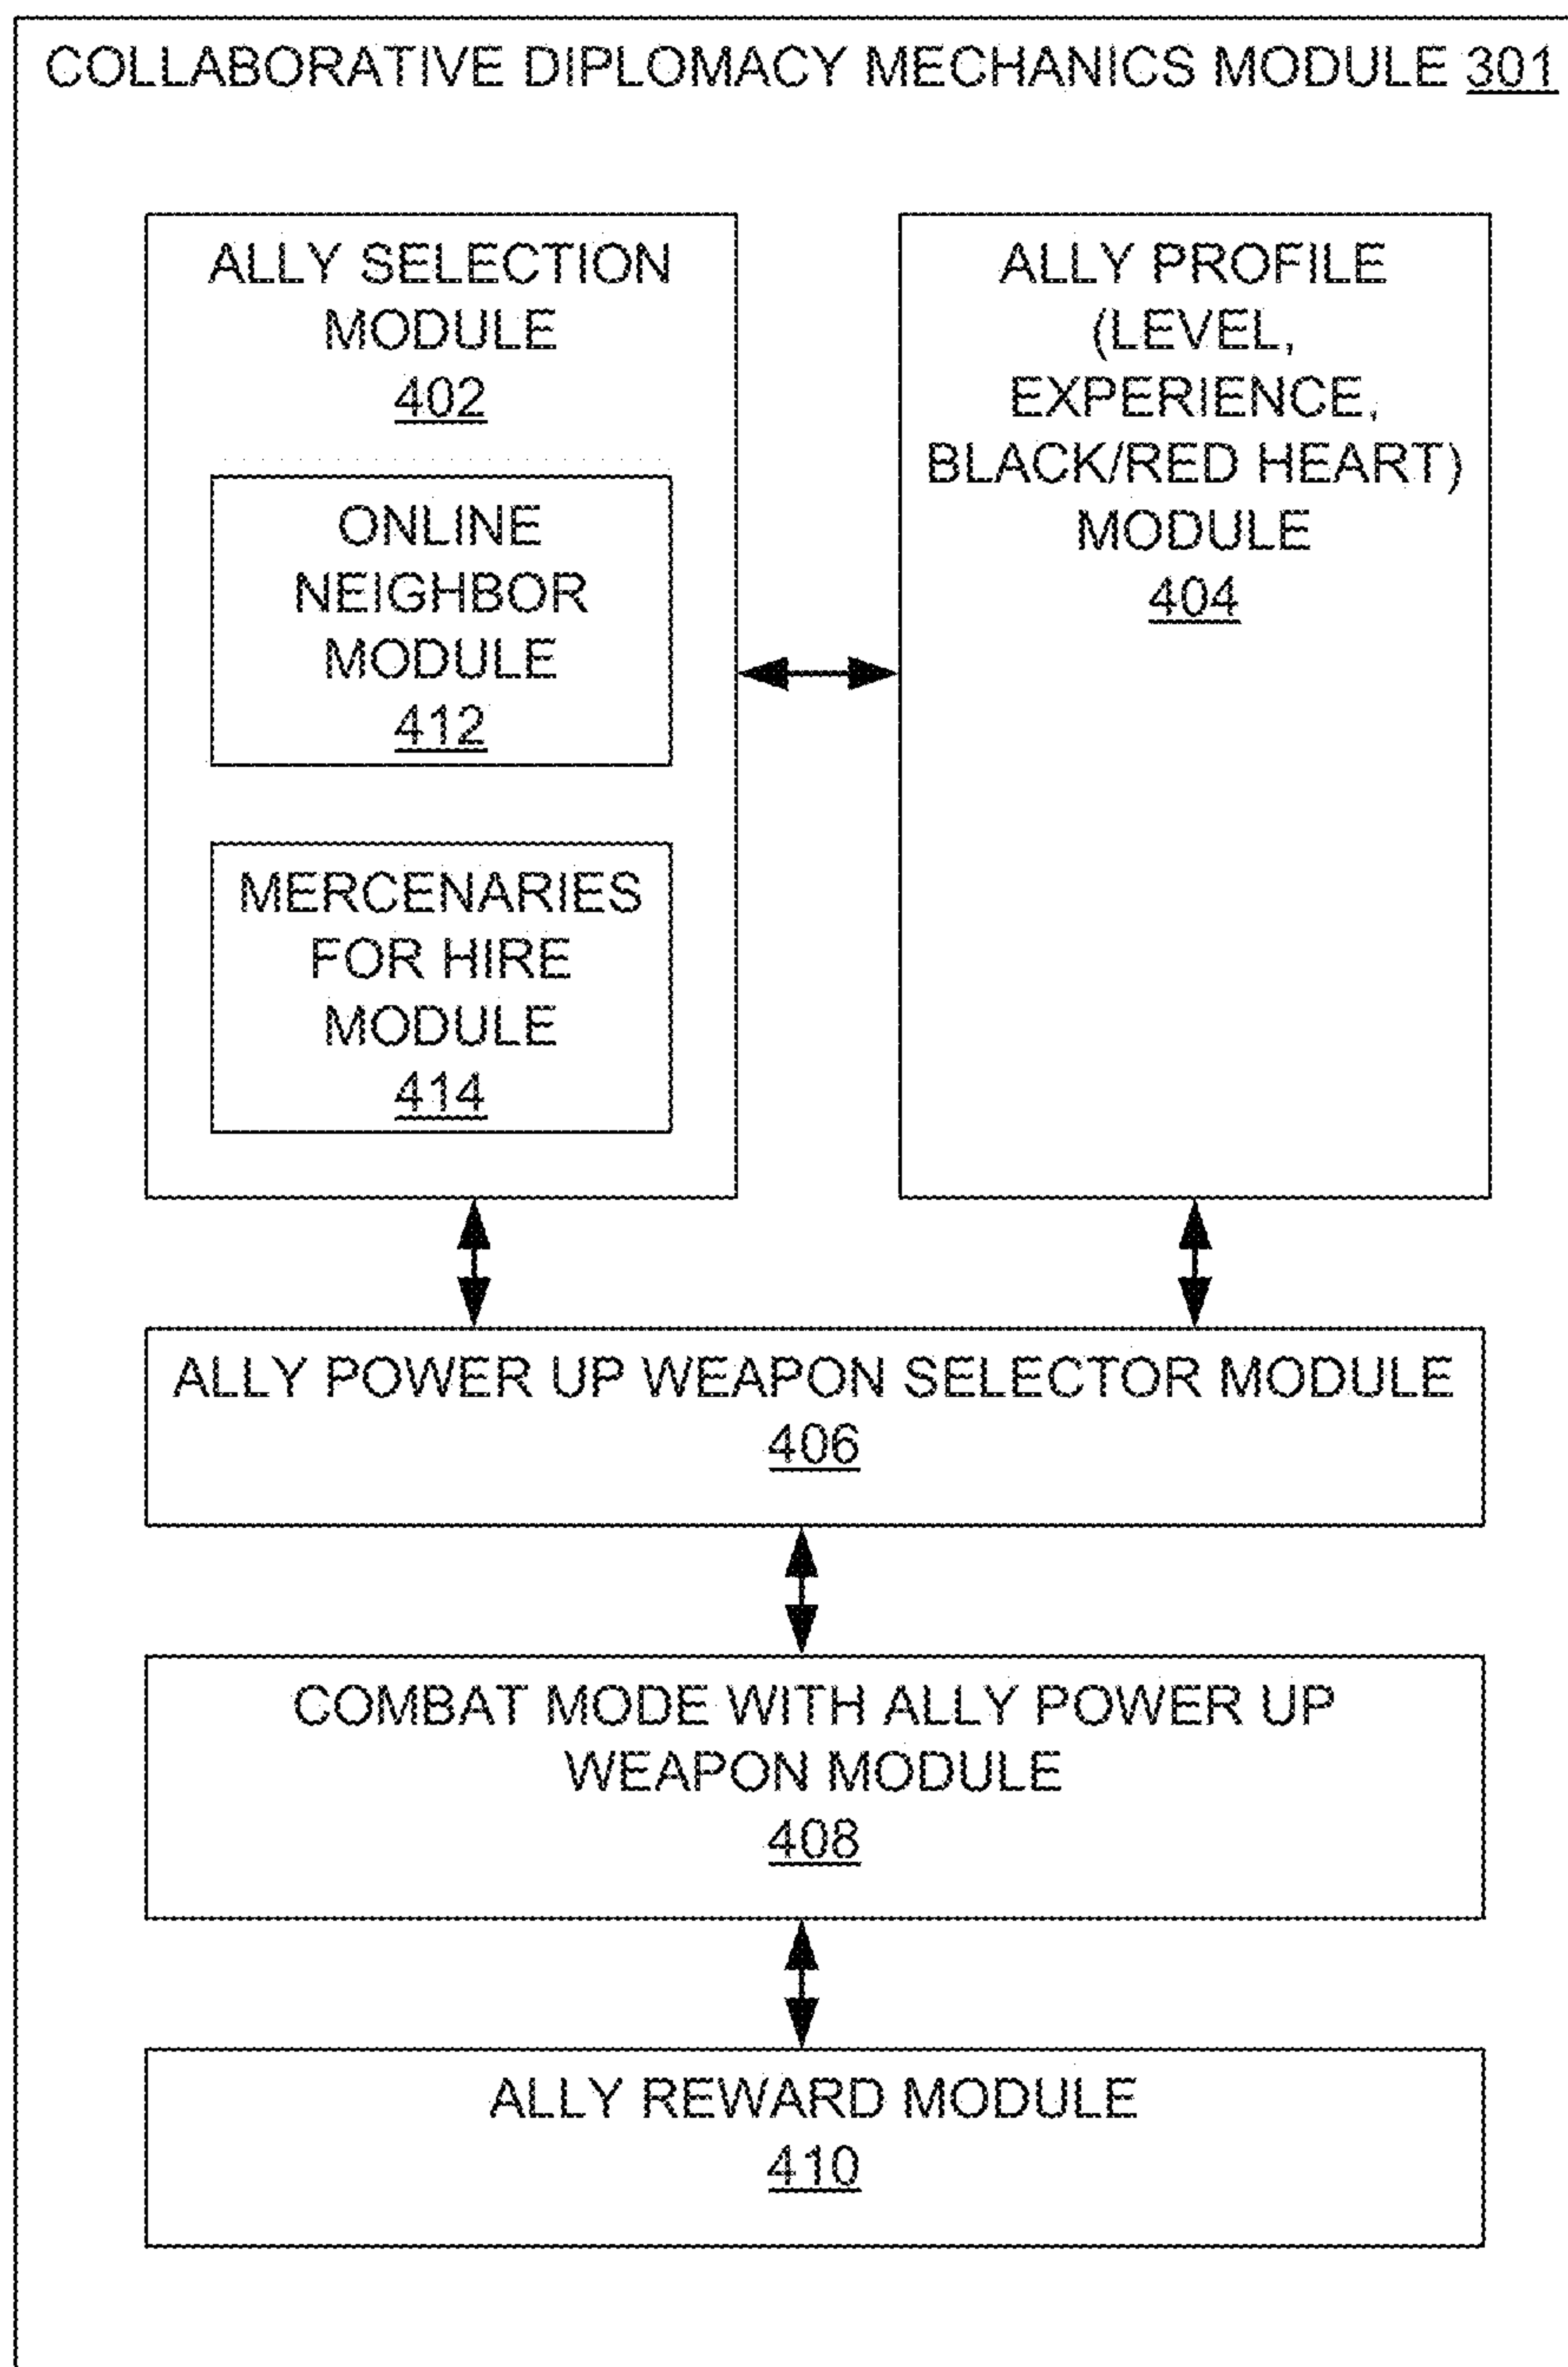 COLLABORATIVE DIPLOMACY MECHANICS MODULE 301
ALLY SELECTION
MODULE
402
ONLINE
NEIGHBOR
MODULE
412
MERCENARIES
FOR HIRE
MODULE
414
ALLY PROFILE
(LEVEL,
EXPERIENCE,
BLACK/RED HEART)
MODULE
404
ALLY POWER UP WEAPON SELECTOR MODULE
406
COMBAT MODE WITH ALLY POWER UP
WEAPON MODULE
408
ALLY REWARD MODULE
410